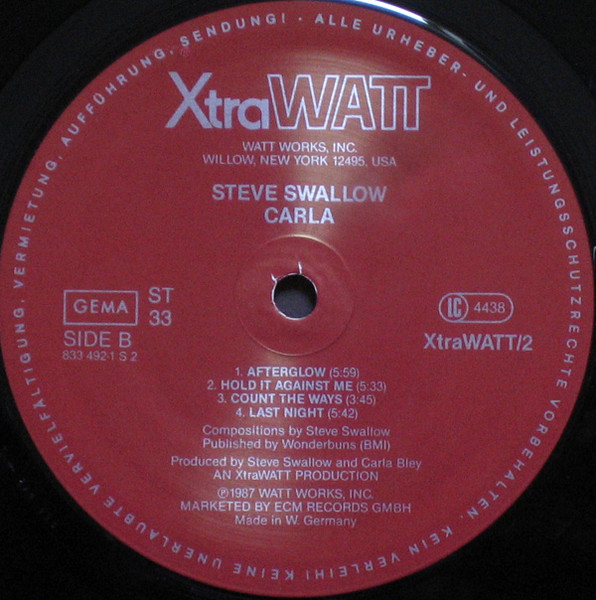 XtraWATT
WATT WORKS, INC.
WILLOW, NEW YORK 12495, USA
STEVE SWALLOW
CARLA
GEMA
ST
33
SIDE B
833 492-1 S 2
LC 4438
XtraWATT/2
1. AFTERGLOW (5:59)
2. HOLD IT AGAINST ME (5:33)
3. COUNT THE WAYS (3:45)
4. LAST NIGHT (5:42)
Compositions by Steve Swallow
Published by Wonderbuns (BMI)
Produced by Steve Swallow and Carla Bley
AN XtraWATT PRODUCTION
℗1987 WATT WORKS, INC.
MARKETED BY ECM RECORDS GMBH
Made in W. Germany
ALLE URHEBER- UND LEISTUNGSSCHUTZRECHTE VORBEHALTEN · KEIN VERLEIH! KEINE UNERLAUBTE VERVIELFÄLTIGUNG, VERMIETUNG, AUFFÜHRUNG, SENDUNG! ·